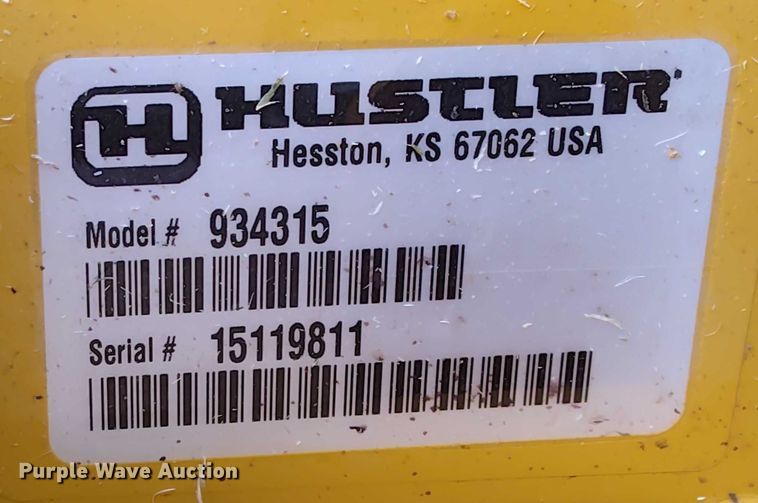 H HUSTLER
Hesston, KS 67062 USA
Model # 934315
Serial # 15119811
Purple Wave Auction